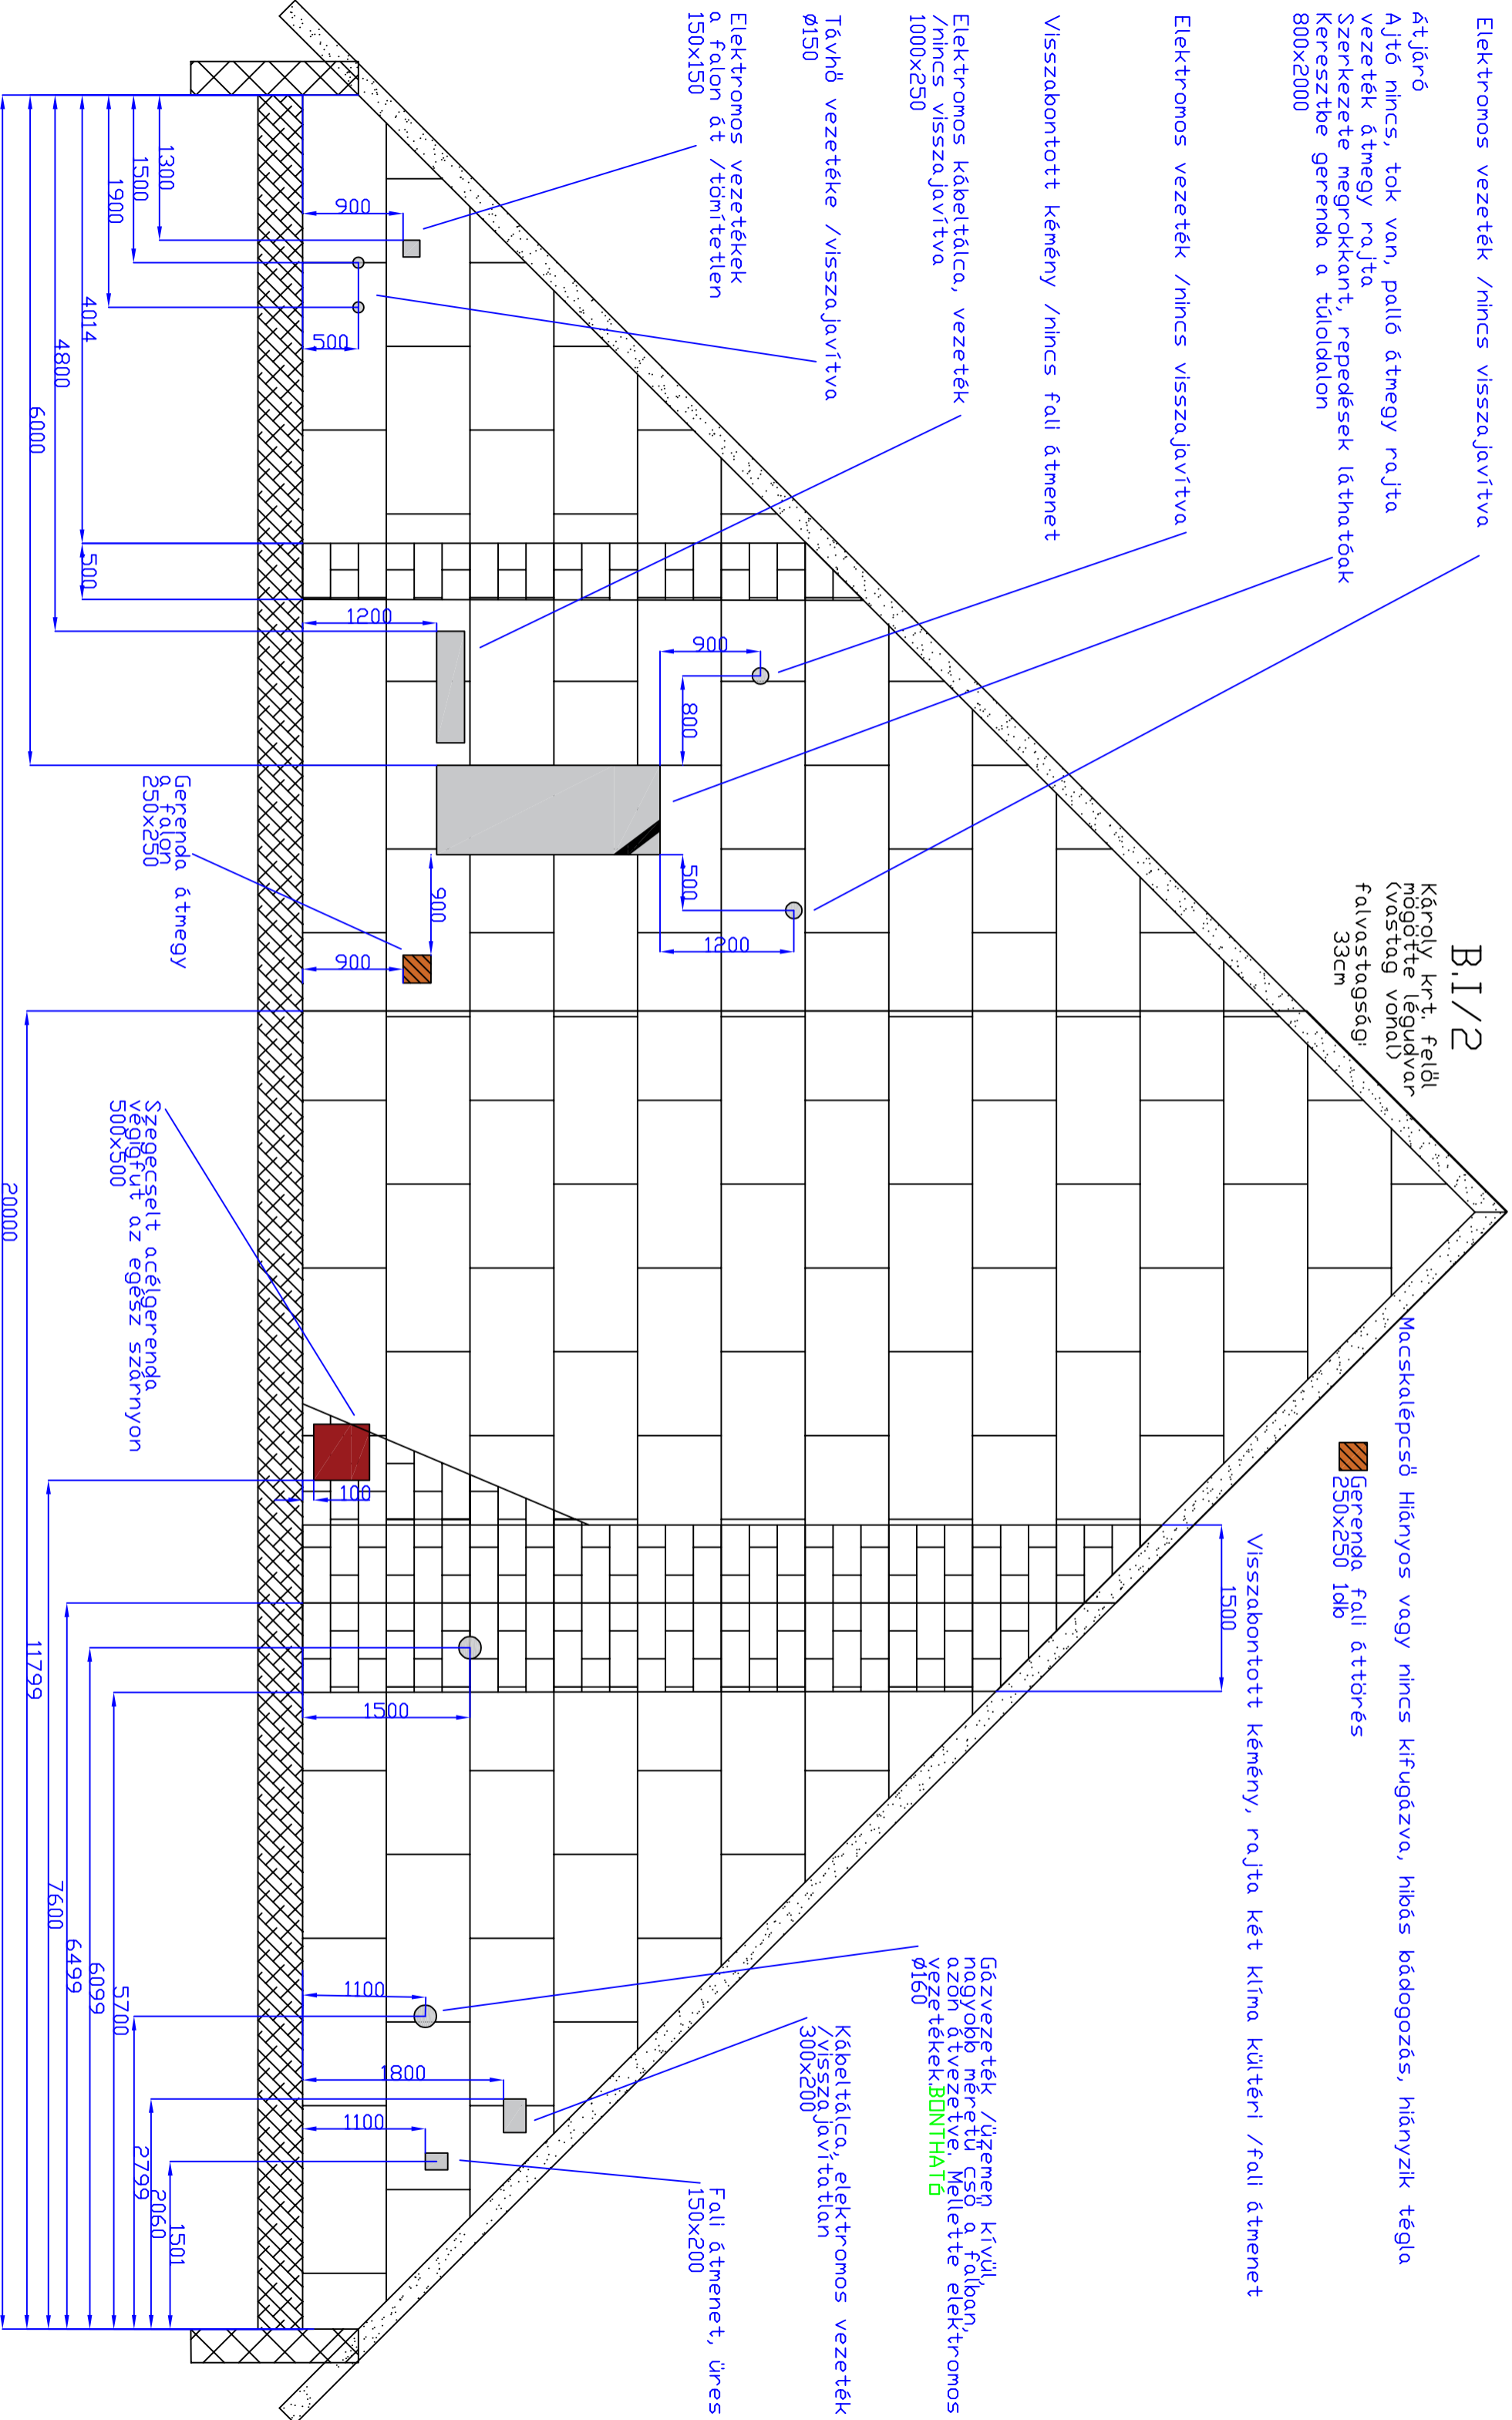 B.I/2
Károly krt. felől
mögötte légudvar
(vastag vonal)
falvastagság:
33cm
Elektromos vezeték /nincs visszajavítva
Átjáró
Ajtó nincs, tok van, palló átmegy rajta
vezeték átmegy rajta
Szerkezete megrokkant, repedések láthatóak
Keresztbe gerenda a túloldalon
800x2000
Elektromos vezeték /nincs visszajavítva
Visszabontott kémény /nincs fali átmenet
Elektromos kábeltálca, vezeték
/nincs visszajavítva
1000x250
Távhő vezetéke /visszajavítva
ø150
Elektromos vezetékek
a falon át /tömítetlen
150x150
Macskalépcső Hiányos vagy nincs kifugázva, hibás bádogozás, hiányzik tégla
Gerenda fali áttörés
250x250 1db
Visszabontott kémény, rajta két klíma kültéri /fali átmenet
1500
Gázvezeték /üzemen kívül,
nagyobb méretű cső a falban,
azon átvezetve. Mellette elektromos
vezetékek.BONTHATÓ
ø160
Kábeltálca, elektromos vezeték
/visszajavítatlan
300x200
Fali átmenet, üres
150x200
900
800
500
1200
1200
900
500
900
900
100
1500
1100
1800
1100
Gerenda átmegy
a falon
250x250
Szegecselt acélgerenda
végigfut az egész szárnyon
500x500
1300
1500
1900
4014
500
4800
6000
1501
2060
2799
5700
6099
6499
7600
11799
20000